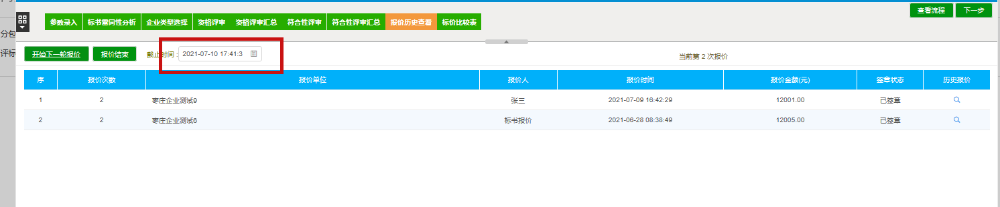 查看流程 下一步
参数录入 标书雷同性分析 企业类型选择 资格评审 资格评审汇总 符合性评审 符合性评审汇总 报价历史查看 标价比较表
分包
评标
开始下一轮报价 报价结束 截止时间: 2021-07-10 17:41:3 当前第 2 次报价
序 报价次数 报价单位 报价人 报价时间 报价金额(元) 签章状态 历史报价
1 2 枣庄企业测试9 张三 2021-07-09 16:42:29 12001.00 已签章
2 2 枣庄企业测试6 标书报价 2021-06-28 08:38:49 12005.00 已签章